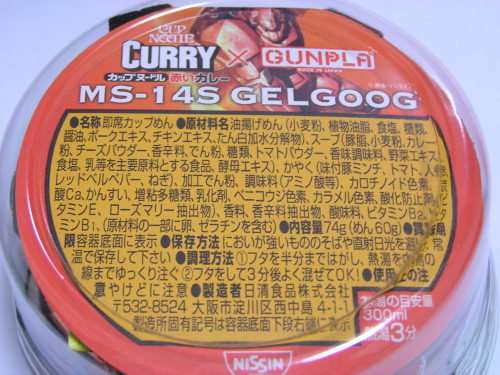 CUP NOODLE
CURRY × GUNPLA
MADE IN JAPAN
カップヌードル 赤いカレー
MS-14S GELGOOG
●名称/即席カップめん ●原材料名/油揚げめん(小麦粉、植物油脂、食塩、糖類、
醤油、ポークエキス、チキンエキス、たん白加水分解物)、スープ(豚脂、小麦粉、カレー
粉、チーズパウダー、香辛料、でん粉、糖類、トマトパウダー、香味調味料、野菜エキス、
食塩、乳等を主要原料とする食品、酵母エキス)、かやく(味付豚ミンチ、トマト、人
レッドベルペパー、ねぎ)、加工でん粉、調味料(アミノ酸等)、カロチノイド色素、
酸Ca、かんすい、増粘多糖類、乳化剤、ベニコウジ色素、カラメル色素、酸化防止剤
タミンE、ローズマリー抽出物)、香料、香辛料抽出物、酸味料、ビタミンB2、
ミンB1、(原材料の一部に卵、ゼラチンを含む) ●内容量/74g(めん60g) ●
限/容器底面に表示 ●保存方法/においが強いもののそばや直射日光を避け、常
温で保存して下さい ●調理方法/①フタを半分まではがし、熱湯を内側の
線までゆっくり注ぐ ②フタをして3分後よく混ぜてOK! ●使用上の注
意/やけどに注意 ●製造者/日清食品株式会社
〒532-8524 大阪市淀川区西中島4-1-1
製造所固有記号は容器底面下段右端に表示
お湯の目安量
300ml
熱湯3分
NISSIN